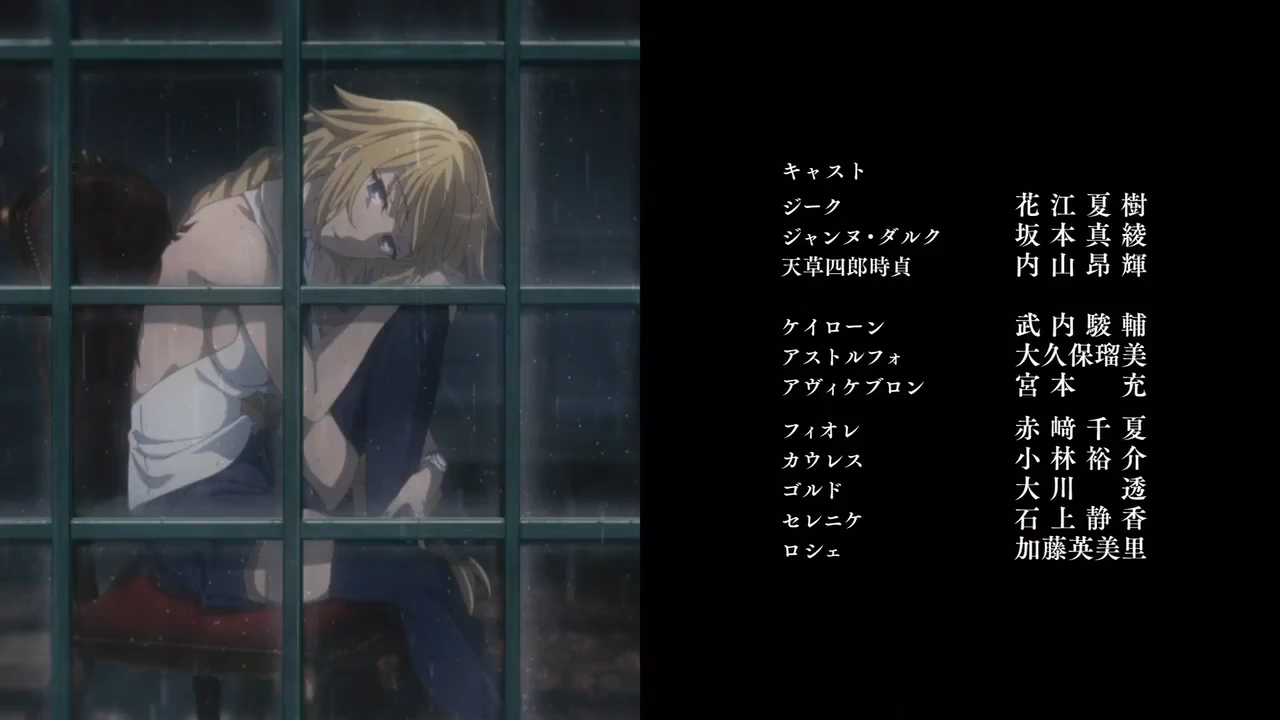 キャスト
ジーク 花江夏樹
ジャンヌ・ダルク 坂本真綾
天草四郎時貞 内山昂輝
ケイローン 武内駿輔
アストルフォ 大久保瑠美
アヴィケブロン 宮本 充
フィオレ 赤﨑千夏
カウレス 小林裕介
ゴルド 大川 透
セレニケ 石上静香
ロシェ 加藤英美里